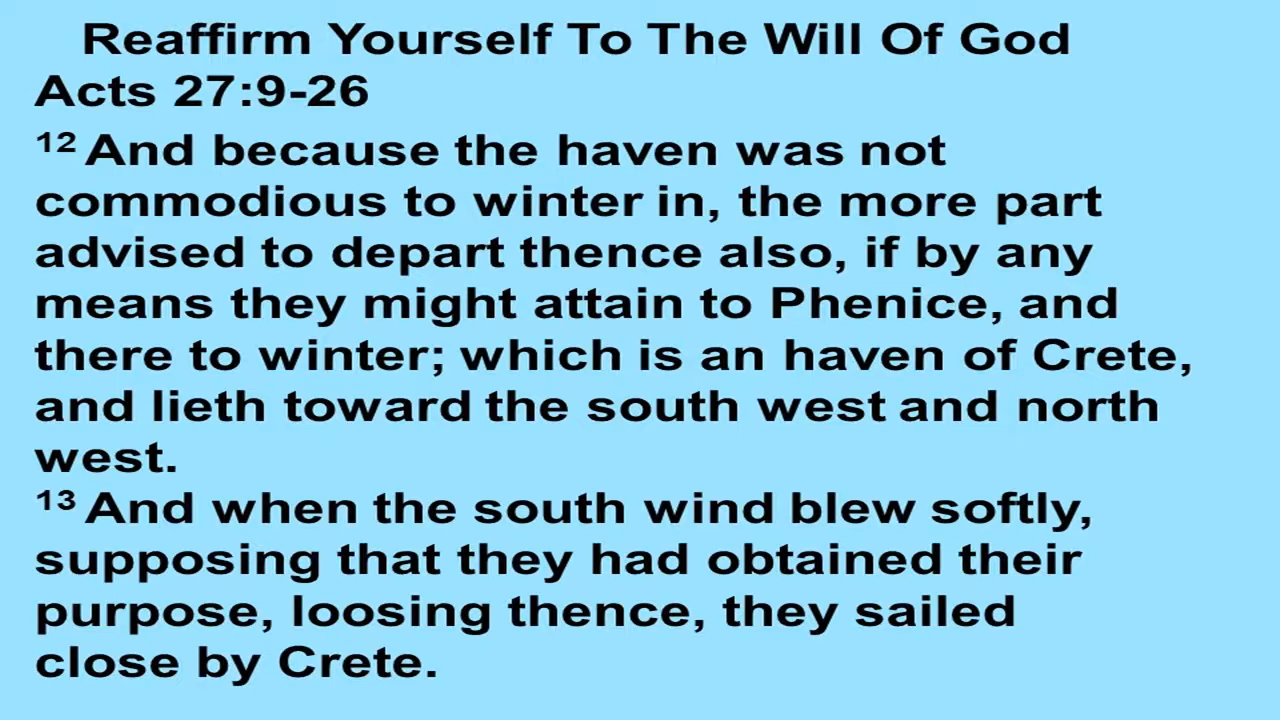 Reaffirm Yourself To The Will Of God
Acts 27:9-26
12 And because the haven was not
commodious to winter in, the more part
advised to depart thence also, if by any
means they might attain to Phenice, and
there to winter; which is an haven of Crete,
and lieth toward the south west and north
west.
13 And when the south wind blew softly,
supposing that they had obtained their
purpose, loosing thence, they sailed
close by Crete.